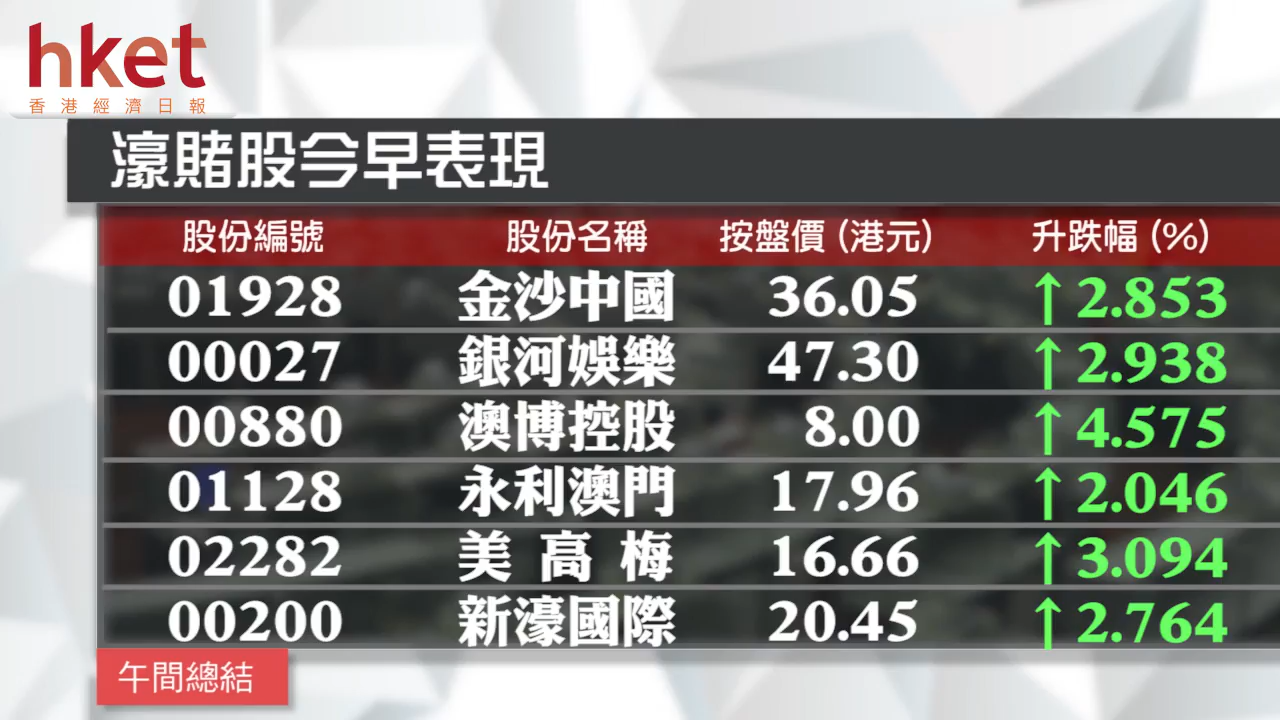 hket
香港經濟日報
濠賭股今早表現
股份編號 股份名稱 按盤價 (港元) 升跌幅 (%)
01928 金沙中國 36.05 ↑ 2.853
00027 銀河娛樂 47.30 ↑ 2.938
00880 澳博控股 8.00 ↑ 4.575
01128 永利澳門 17.96 ↑ 2.046
02282 美高梅 16.66 ↑ 3.094
00200 新濠國際 20.45 ↑ 2.764
午間總結